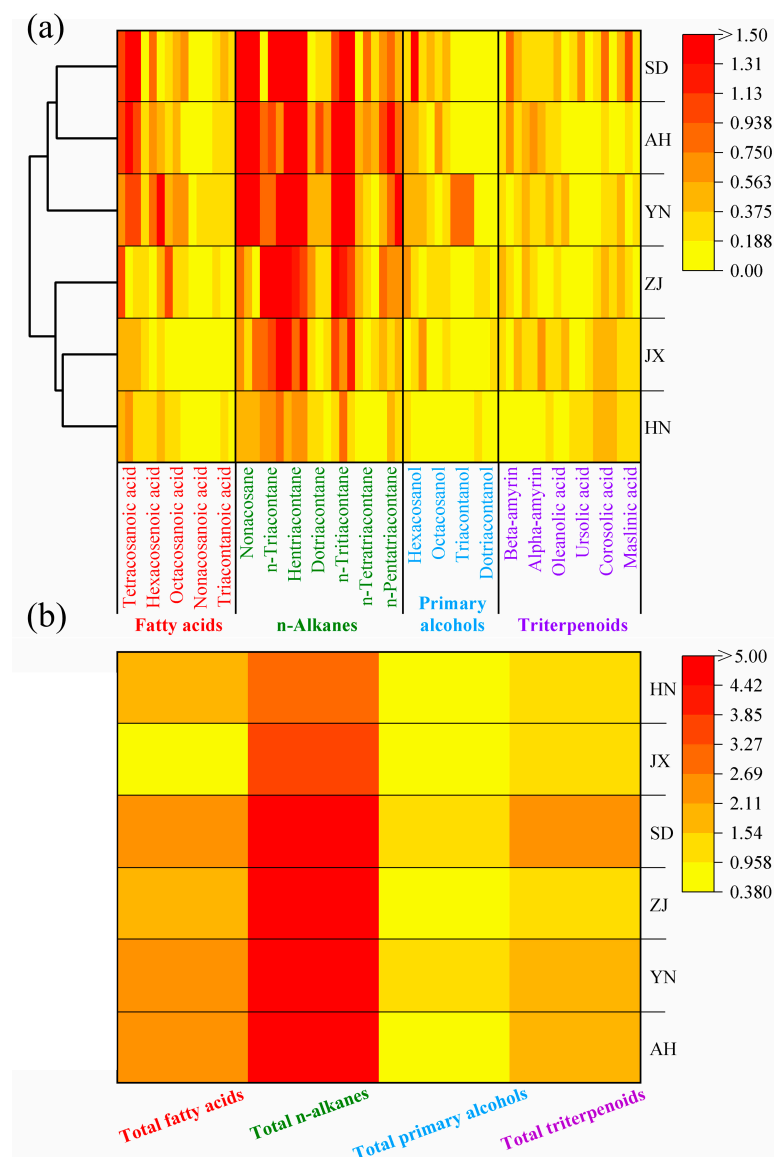 (a)
> 1.50
1.31
1.13
0.938
0.750
0.563
0.375
0.188
0.00
SD
AH
YN
ZJ
JX
HN
Tetracosanoic acid
Hexacosenoic acid
Octacosanoic acid
Nonacosanoic acid
Triacontanoic acid
Nonacosane
n-Triacontane
Hentriacontane
Dotriacontane
n-Tritiacontane
n-Tetratriacontane
n-Pentatriacontane
Hexacosanol
Octacosanol
Triacontanol
Dotriacontanol
Beta-amyrin
Alpha-amyrin
Oleanolic acid
Ursolic acid
Corosolic acid
Maslinic acid
Fatty acids
n-Alkanes
Primary
alcohols
Triterpenoids
(b)
> 5.00
4.42
3.85
3.27
2.69
2.11
1.54
0.958
0.380
HN
JX
SD
ZJ
YN
AH
Total fatty acids
Total n-alkanes
Total primary alcohols
Total triterpenoids